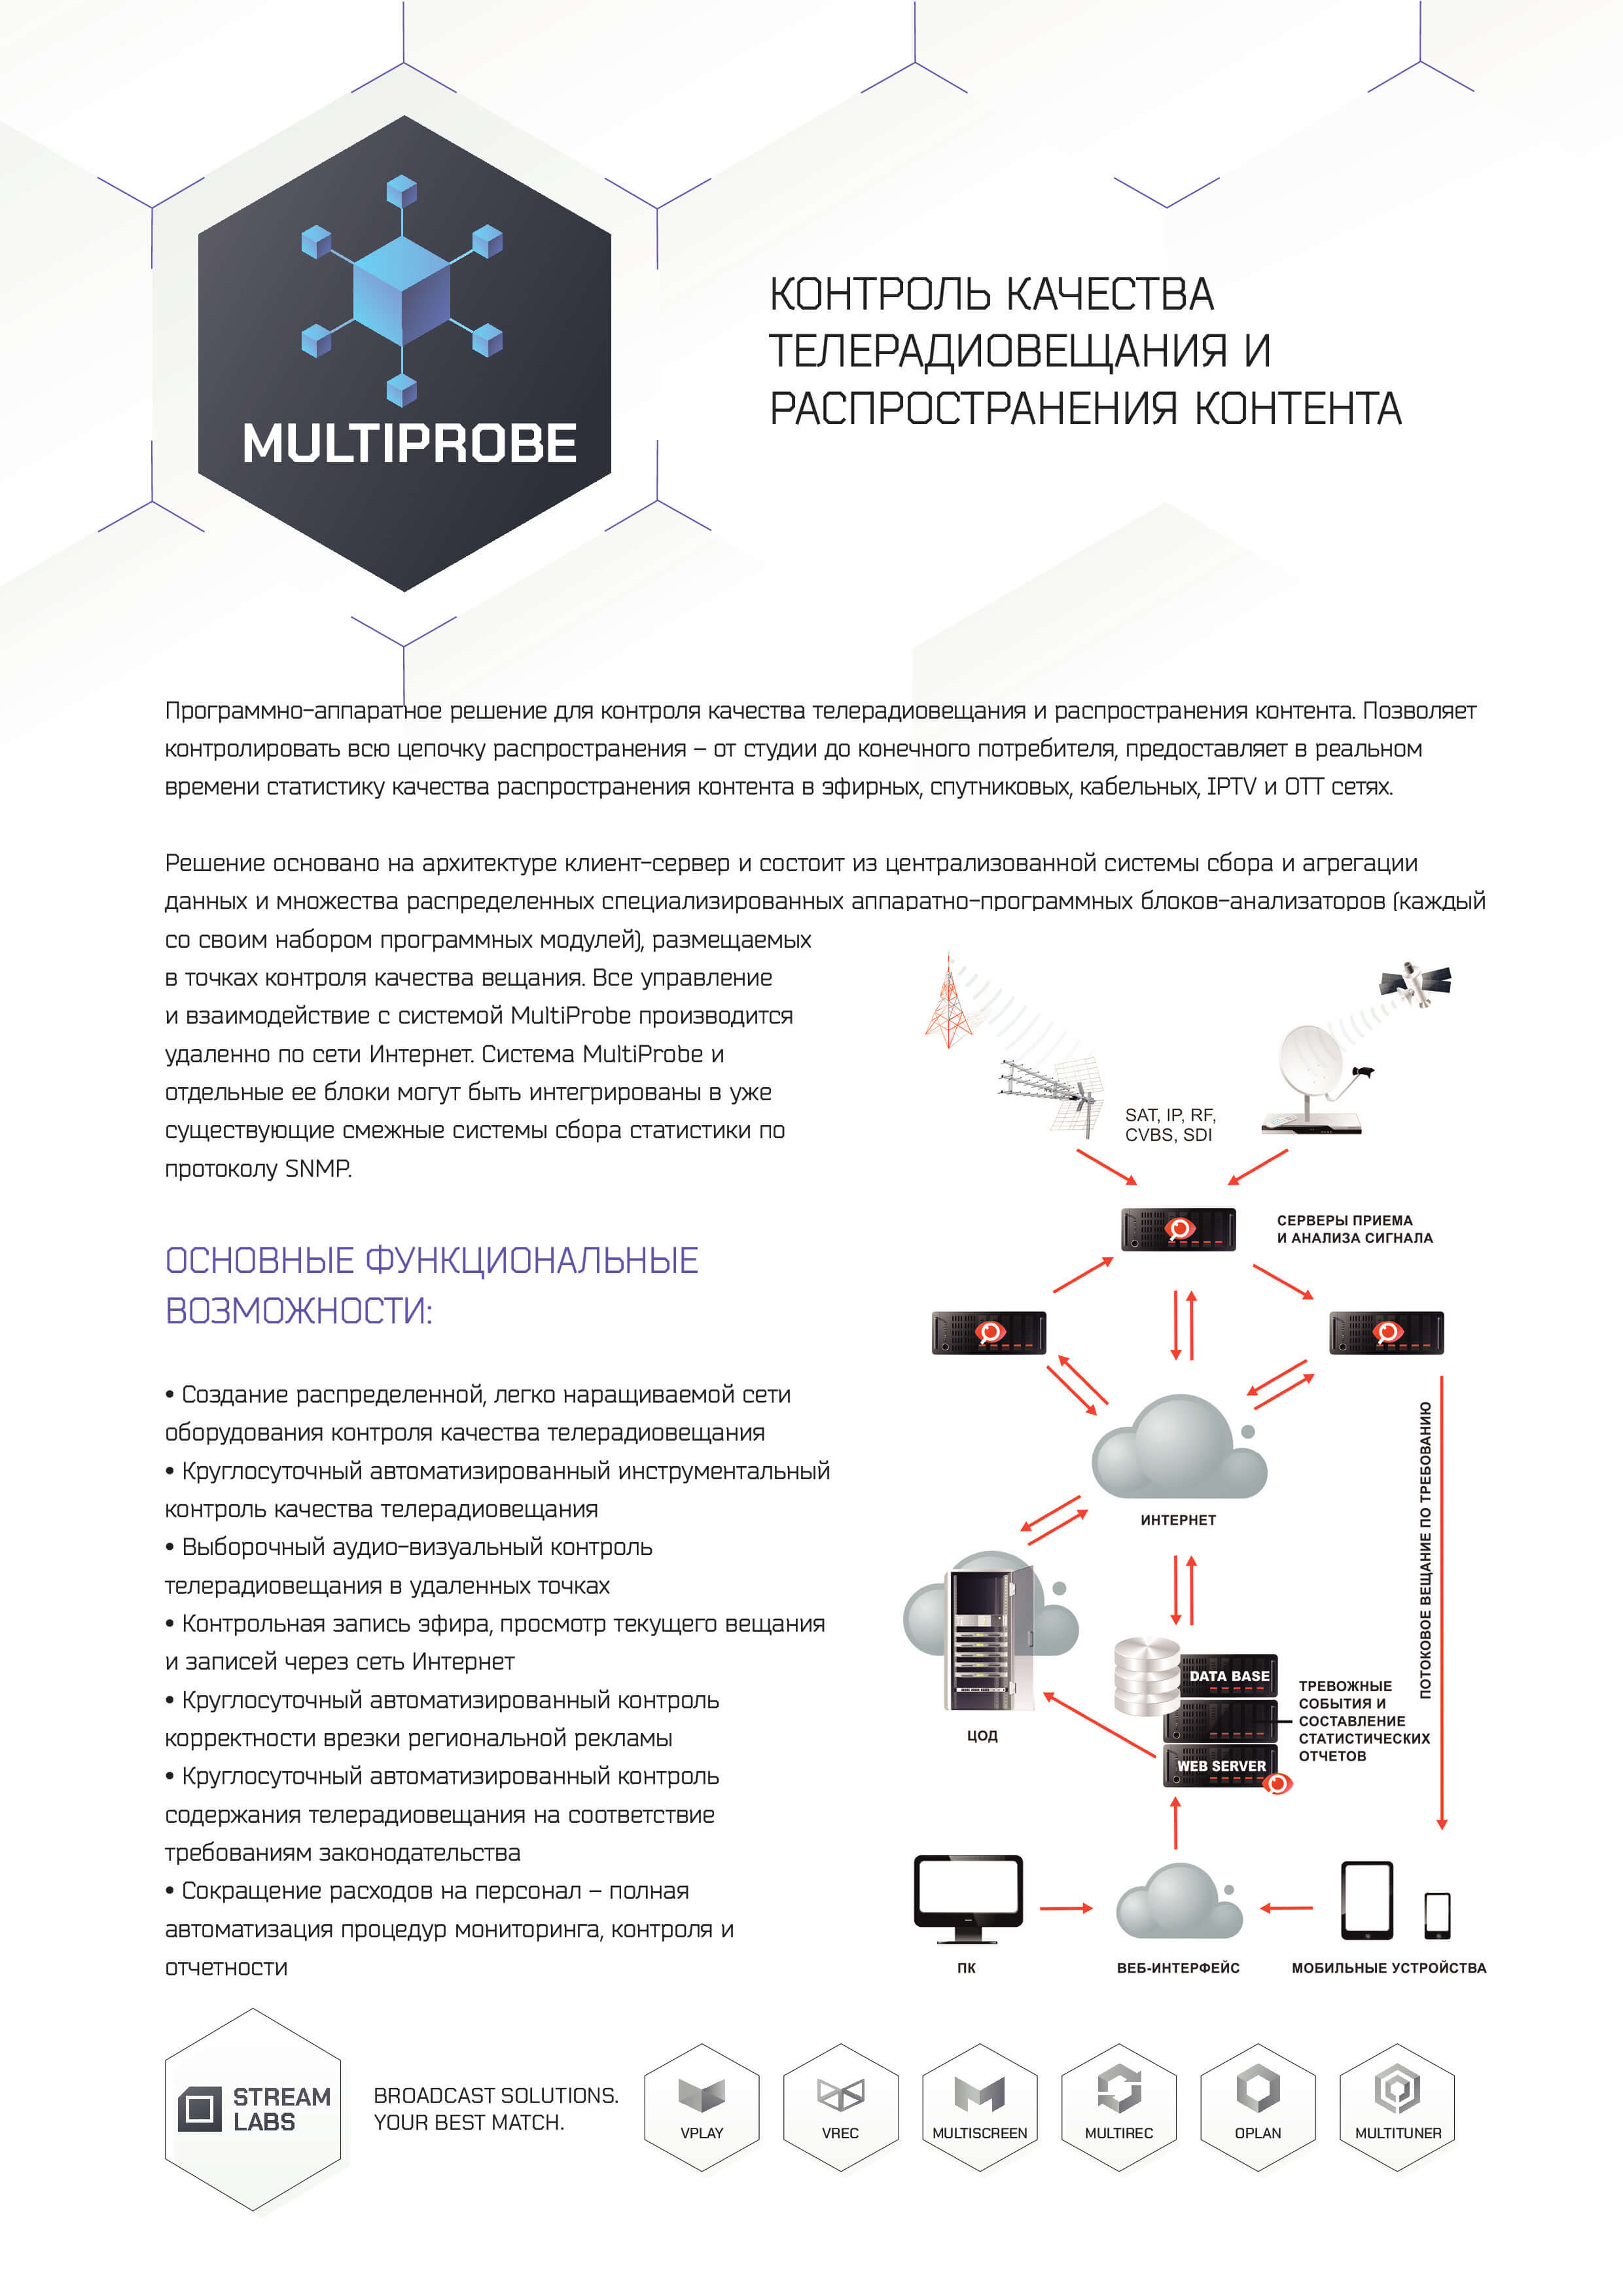 MULTIPROBE
КОНТРОЛЬ КАЧЕСТВА
ТЕЛЕРАДИОВЕЩАНИЯ И
РАСПРОСТРАНЕНИЯ КОНТЕНТА
Программно-аппаратное решение для контроля качества телерадиовещания и распространения контента. Позволяет
контролировать всю цепочку распространения – от студии до конечного потребителя, предоставляет в реальном
времени статистику качества распространения контента в эфирных, спутниковых, кабельных, IPTV и ОТТ сетях.
Решение основано на архитектуре клиент-сервер и состоит из централизованной системы сбора и агрегации
данных и множества распределенных специализированных аппаратно-программных блоков-анализаторов (каждый
со своим набором программных модулей), размещаемых
в точках контроля качества вещания. Все управление
и взаимодействие с системой MultiProbe производится
удаленно по сети Интернет. Система MultiProbe и
отдельные ее блоки могут быть интегрированы в уже
существующие смежные системы сбора статистики по
протоколу SNMP.
ОСНОВНЫЕ ФУНКЦИОНАЛЬНЫЕ
ВОЗМОЖНОСТИ:
• Создание распределенной, легко наращиваемой сети
оборудования контроля качества телерадиовещания
• Круглосуточный автоматизированный инструментальный
контроль качества телерадиовещания
• Выборочный аудио-визуальный контроль
телерадиовещания в удаленных точках
• Контрольная запись эфира, просмотр текущего вещания
и записей через сеть Интернет
• Круглосуточный автоматизированный контроль
корректности врезки региональной рекламы
• Круглосуточный автоматизированный контроль
содержания телерадиовещания на соответствие
требованиям законодательства
• Сокращение расходов на персонал – полная
автоматизация процедур мониторинга, контроля и
отчетности
SAT, IP, RF,
CVBS, SDI
СЕРВЕРЫ ПРИЕМА
И АНАЛИЗА СИГНАЛА
ИНТЕРНЕТ
ПОТОКОВОЕ ВЕЩАНИЕ ПО ТРЕБОВАНИЮ
DATA BASE
WEB SERVER
ТРЕВОЖНЫЕ
СОБЫТИЯ И
СОСТАВЛЕНИЕ
СТАТИСТИЧЕСКИХ
ОТЧЕТОВ
ЦОД
ПК
ВЕБ-ИНТЕРФЕЙС
МОБИЛЬНЫЕ УСТРОЙСТВА
STREAM
LABS
BROADCAST SOLUTIONS.
YOUR BEST MATCH.
VPLAY
VREC
MULTISCREEN
MULTIREC
OPLAN
MULTITUNER